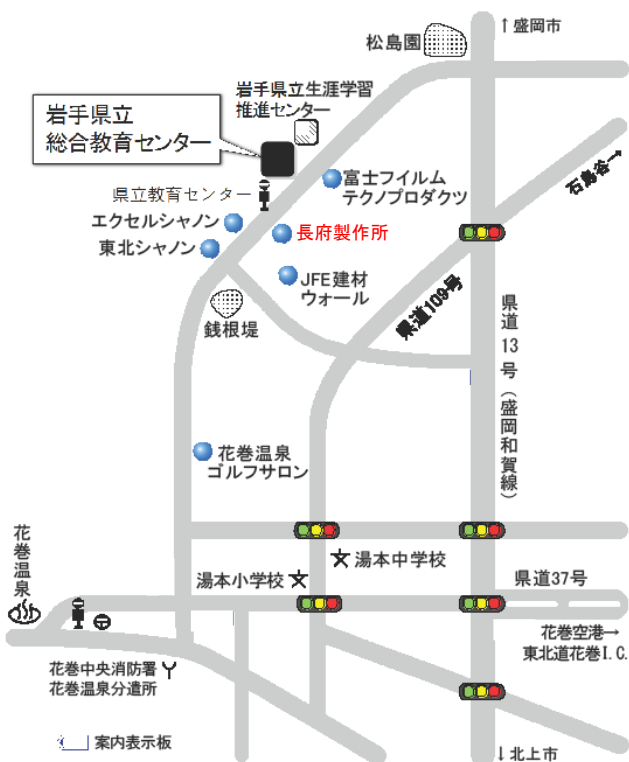 ↑盛岡市
松島園
岩手県立生涯学習
推進センター
岩手県立
総合教育センター
石鳥谷→
富士フイルム
テクノプロダクツ
県立教育センター
エクセルシャノン
長府製作所
東北シャノン
JFE建材
ウォール
県道109号
県道13号(盛岡和賀線)
銭根堤
花巻温泉
ゴルフサロン
花巻温泉
湯本中学校
湯本小学校
県道37号
花巻空港→
東北道花巻I.C.
花巻中央消防署
花巻温泉分遣所
案内表示板
↓北上市